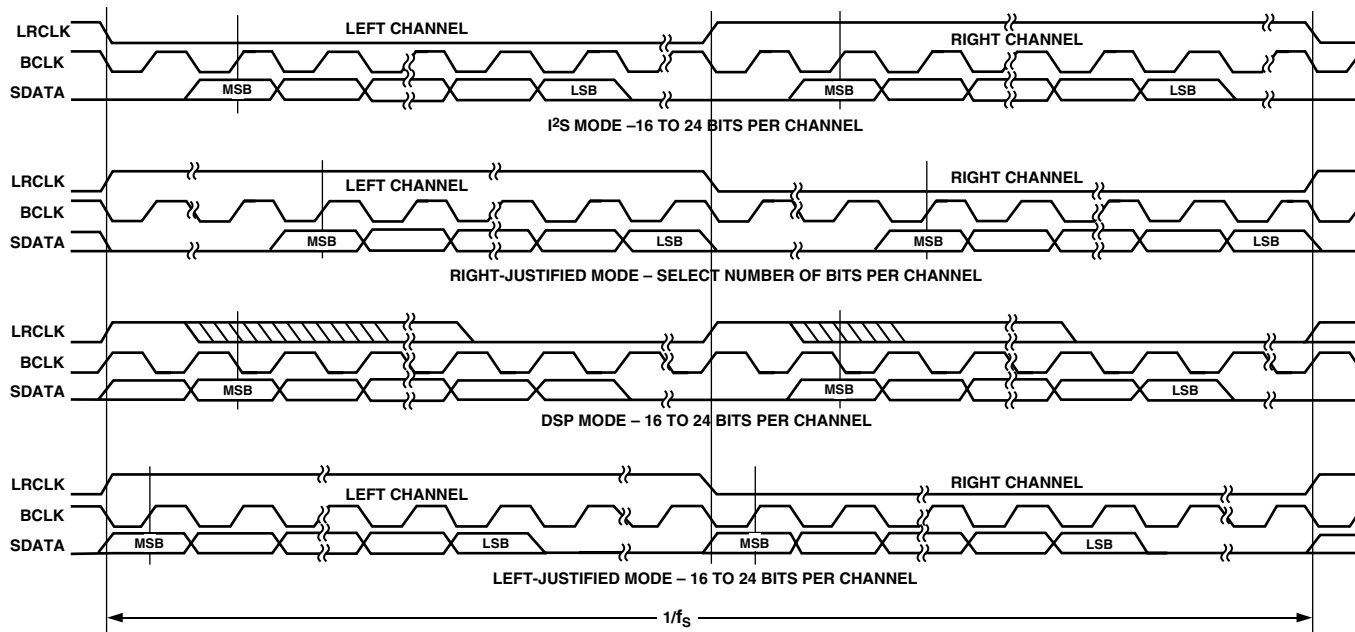 LRCLK LEFT CHANNEL RIGHT CHANNEL
BCLK
SDATA MSB LSB MSB LSB
I²S MODE –16 TO 24 BITS PER CHANNEL
LRCLK LEFT CHANNEL RIGHT CHANNEL
BCLK
SDATA MSB LSB MSB LSB
RIGHT-JUSTIFIED MODE – SELECT NUMBER OF BITS PER CHANNEL
LRCLK
BCLK
SDATA MSB MSB LSB
DSP MODE – 16 TO 24 BITS PER CHANNEL
LRCLK LEFT CHANNEL RIGHT CHANNEL
BCLK
SDATA MSB LSB MSB LSB
LEFT-JUSTIFIED MODE – 16 TO 24 BITS PER CHANNEL
1/fS